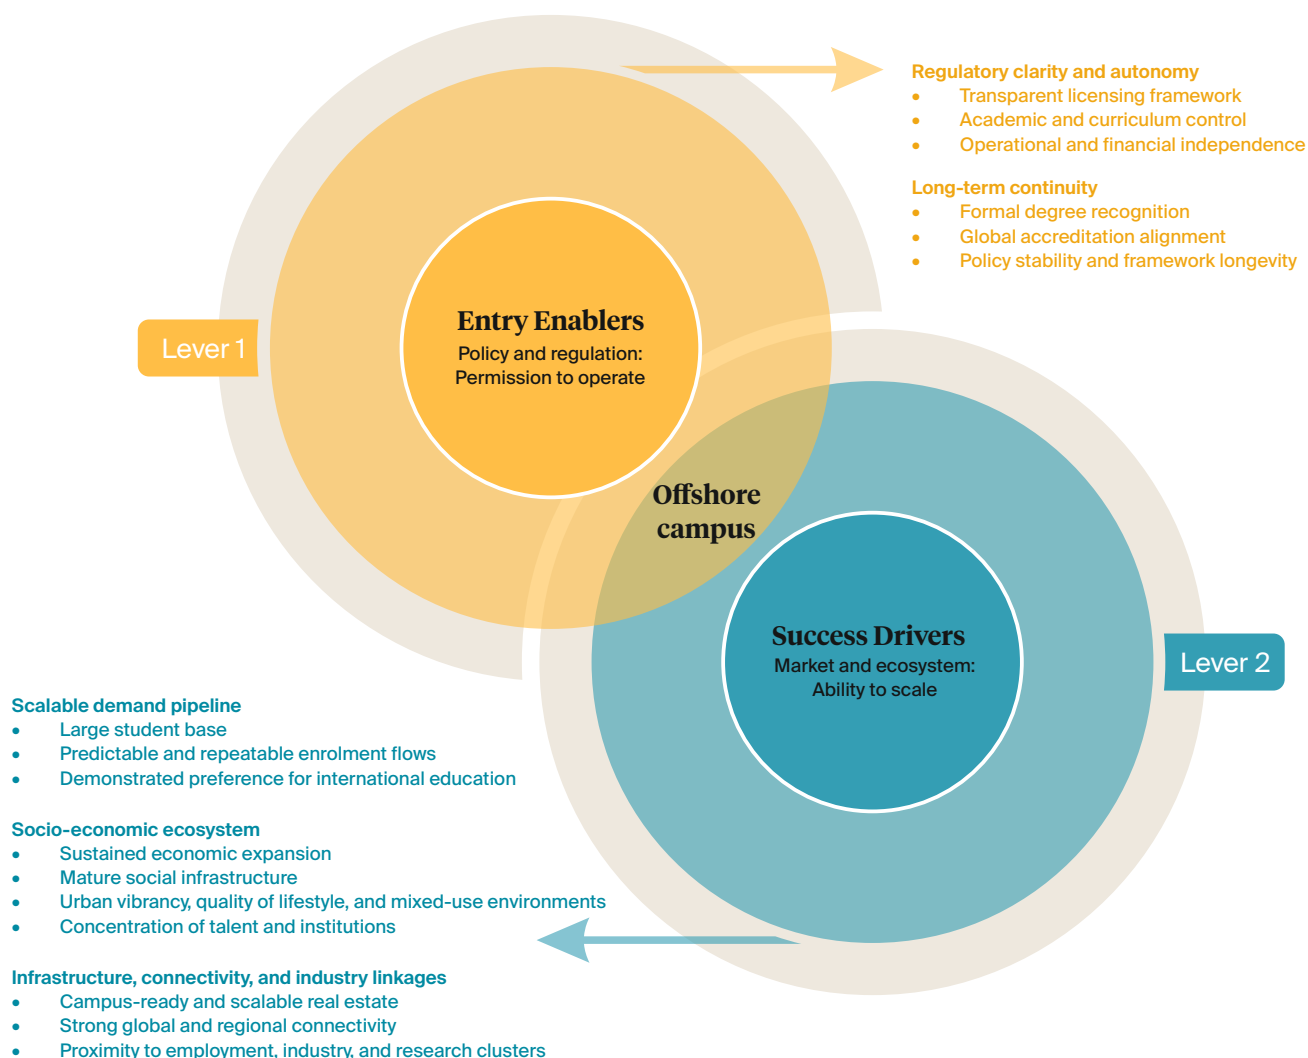 Regulatory clarity and autonomy
• Transparent licensing framework
• Academic and curriculum control
• Operational and financial independence
Long-term continuity
• Formal degree recognition
• Global accreditation alignment
• Policy stability and framework longevity
Lever 1
Entry Enablers
Policy and regulation:
Permission to operate
Offshore
campus
Success Drivers
Market and ecosystem:
Ability to scale
Lever 2
Scalable demand pipeline
• Large student base
• Predictable and repeatable enrolment flows
• Demonstrated preference for international education
Socio-economic ecosystem
• Sustained economic expansion
• Mature social infrastructure
• Urban vibrancy, quality of lifestyle, and mixed-use environments
• Concentration of talent and institutions
Infrastructure, connectivity, and industry linkages
• Campus-ready and scalable real estate
• Strong global and regional connectivity
• Proximity to employment, industry, and research clusters